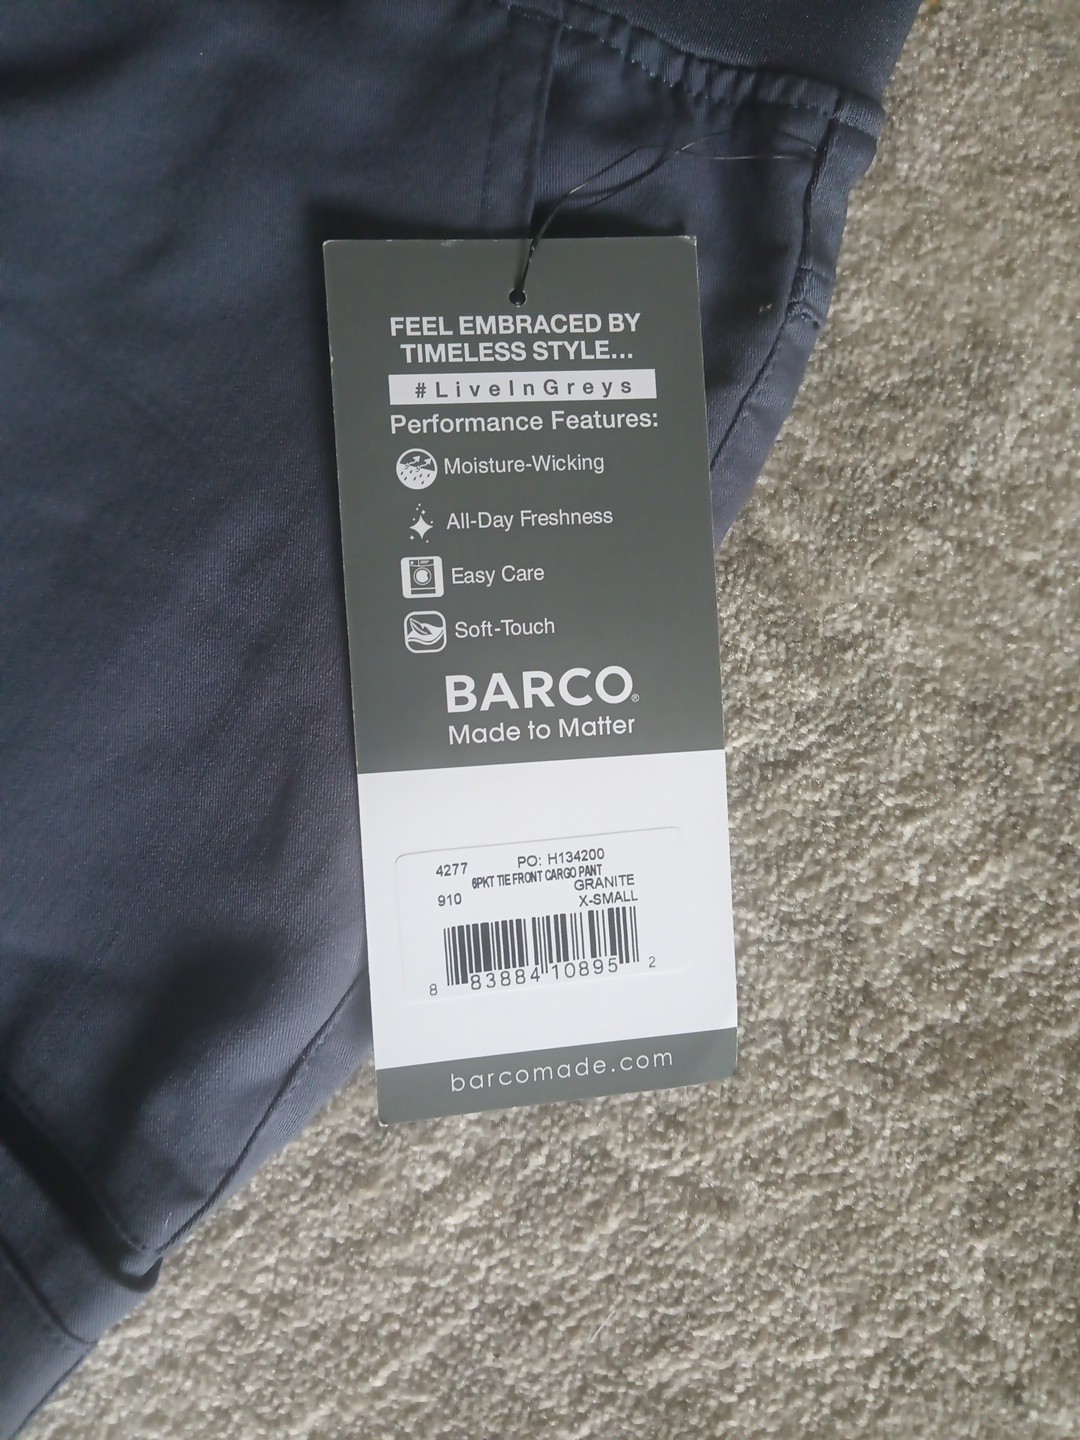 FEEL EMBRACED BY
TIMELESS STYLE...
#LiveInGreys
Performance Features:
Moisture-Wicking
All-Day Freshness
Easy Care
Soft-Touch
BARCO®
Made to Matter
4277 PO: H134200
6PKT TIE FRONT CARGO PANT
GRANITE
910 X-SMALL
8 83884 10895 2
barcomade.com